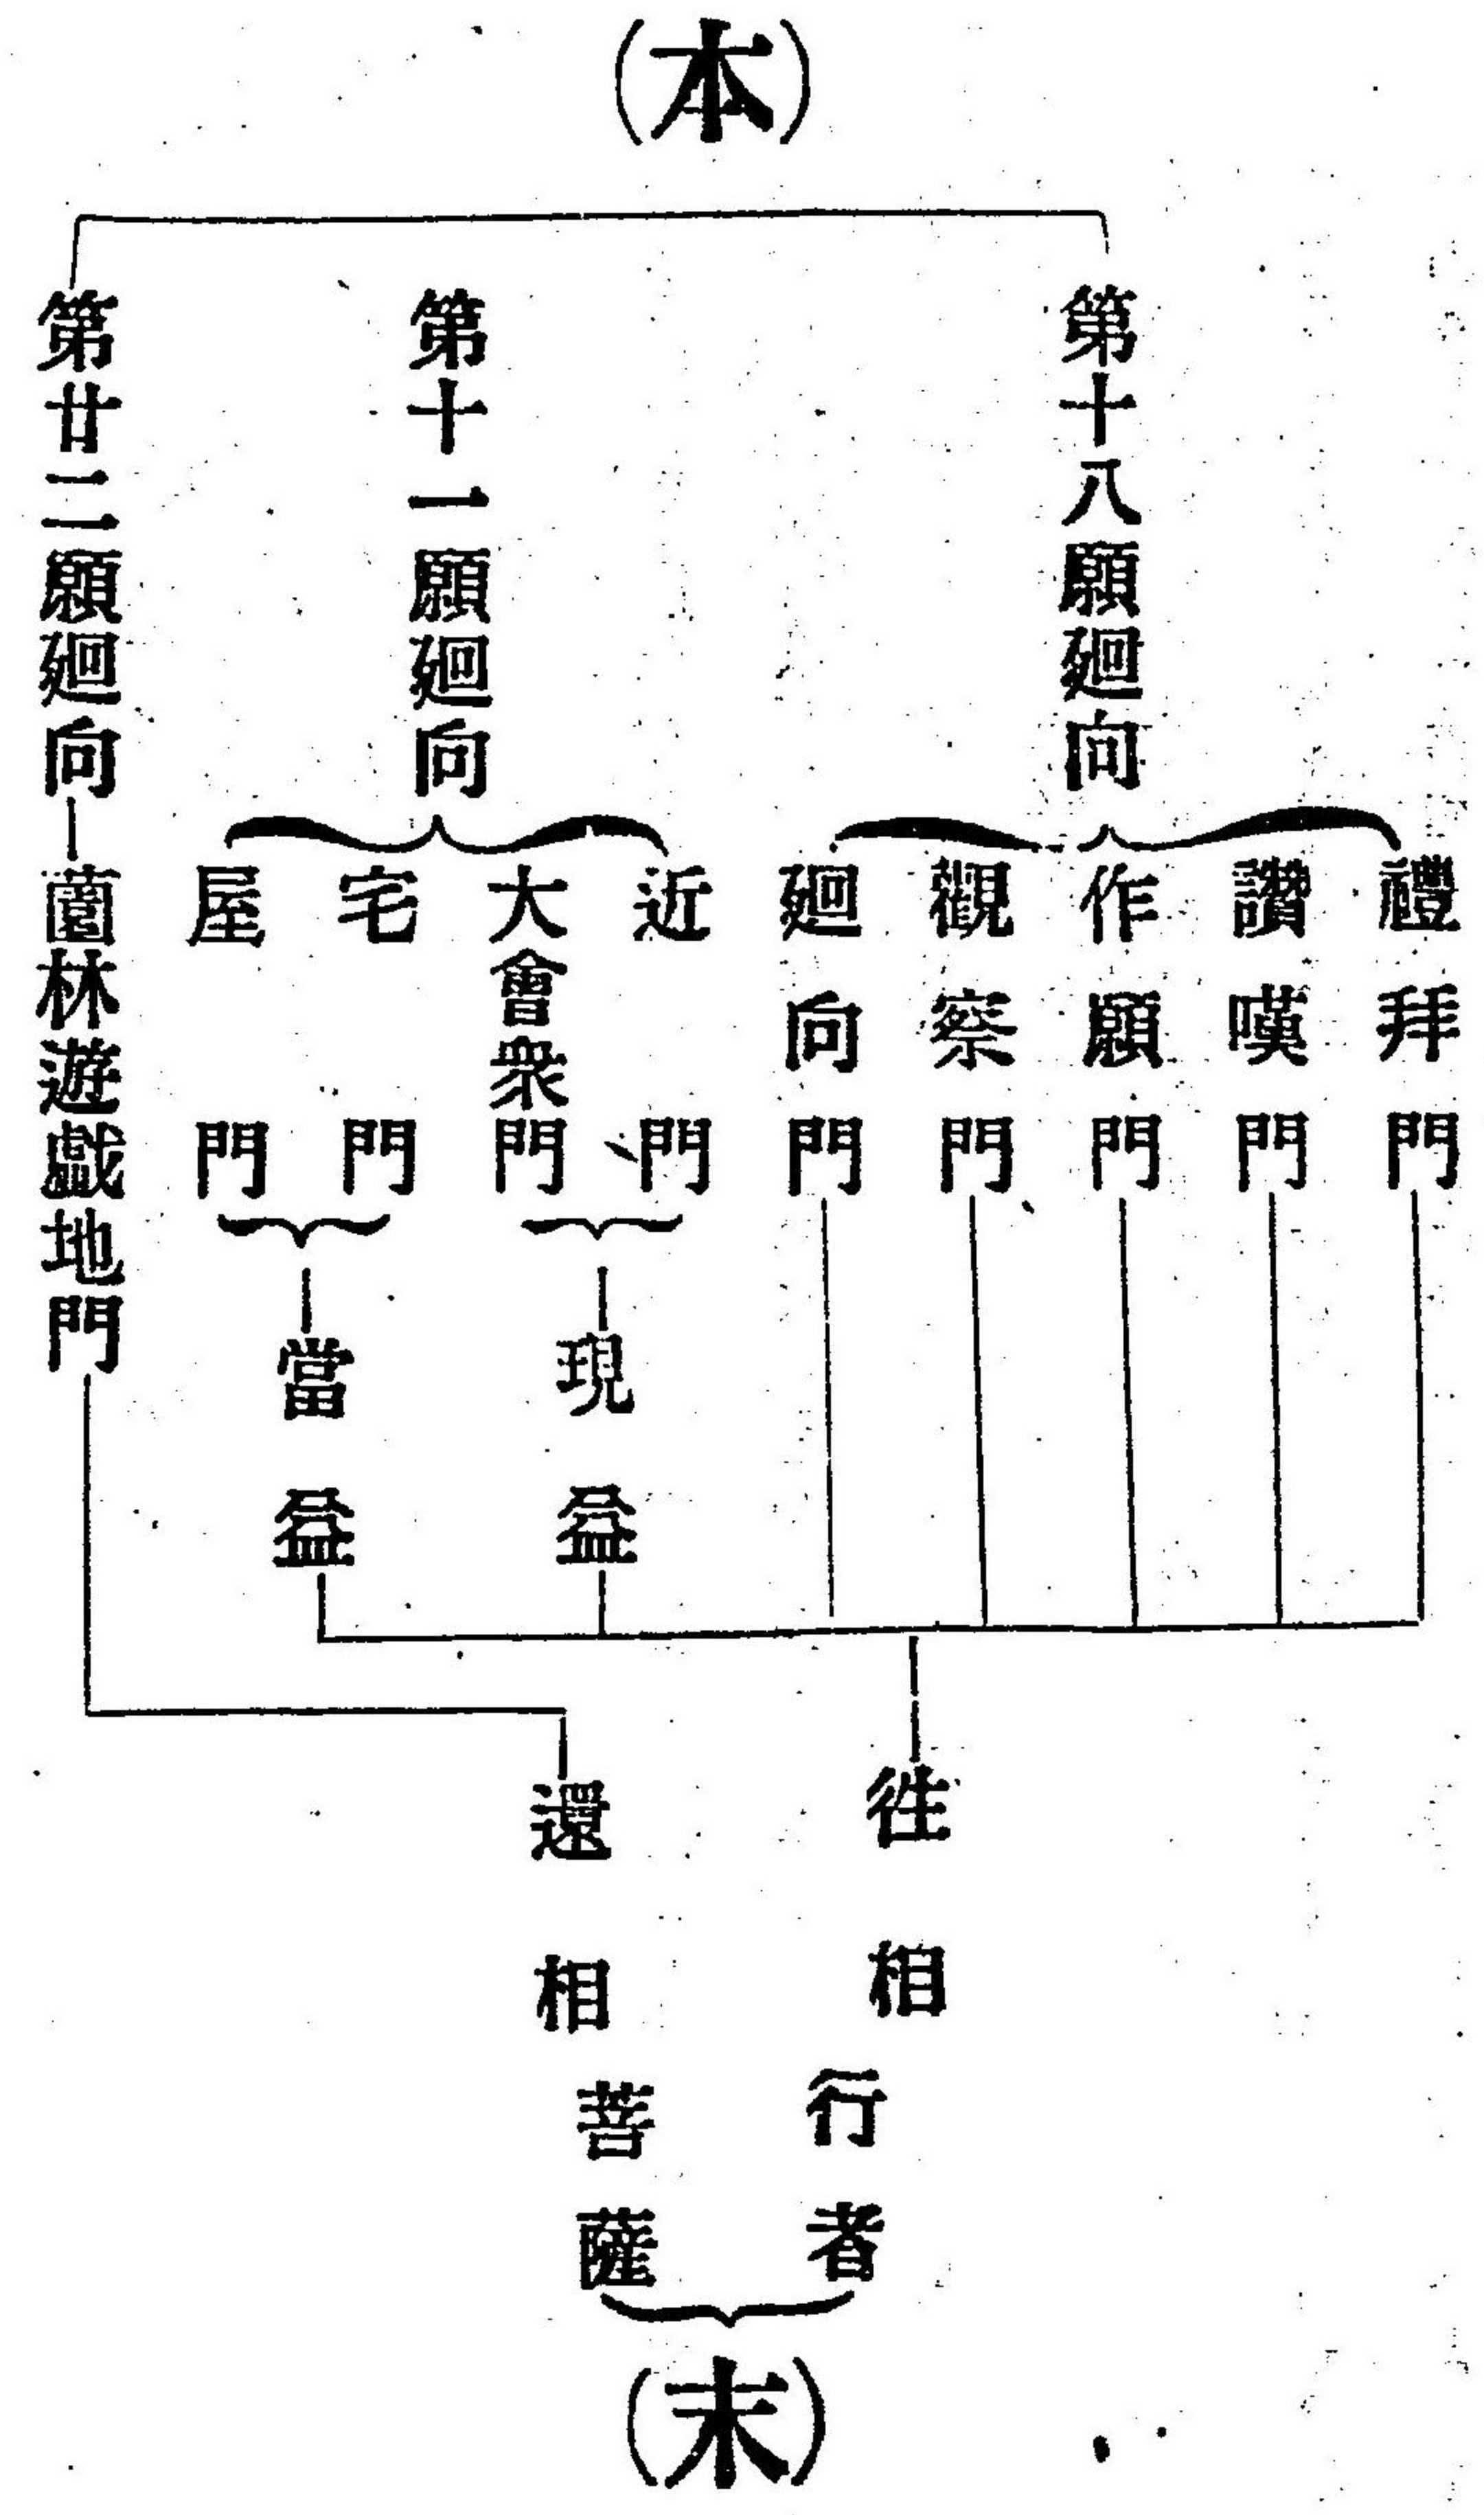 (本)
第十八願廻向
禮拜門
讚嘆門
作願門
觀察門
廻向門
第十一願廻向
近門
大會衆門
宅門
屋門
現益
當益
第廿二願廻向
薗林遊戯地門
往相行者
還相菩薩
(末)